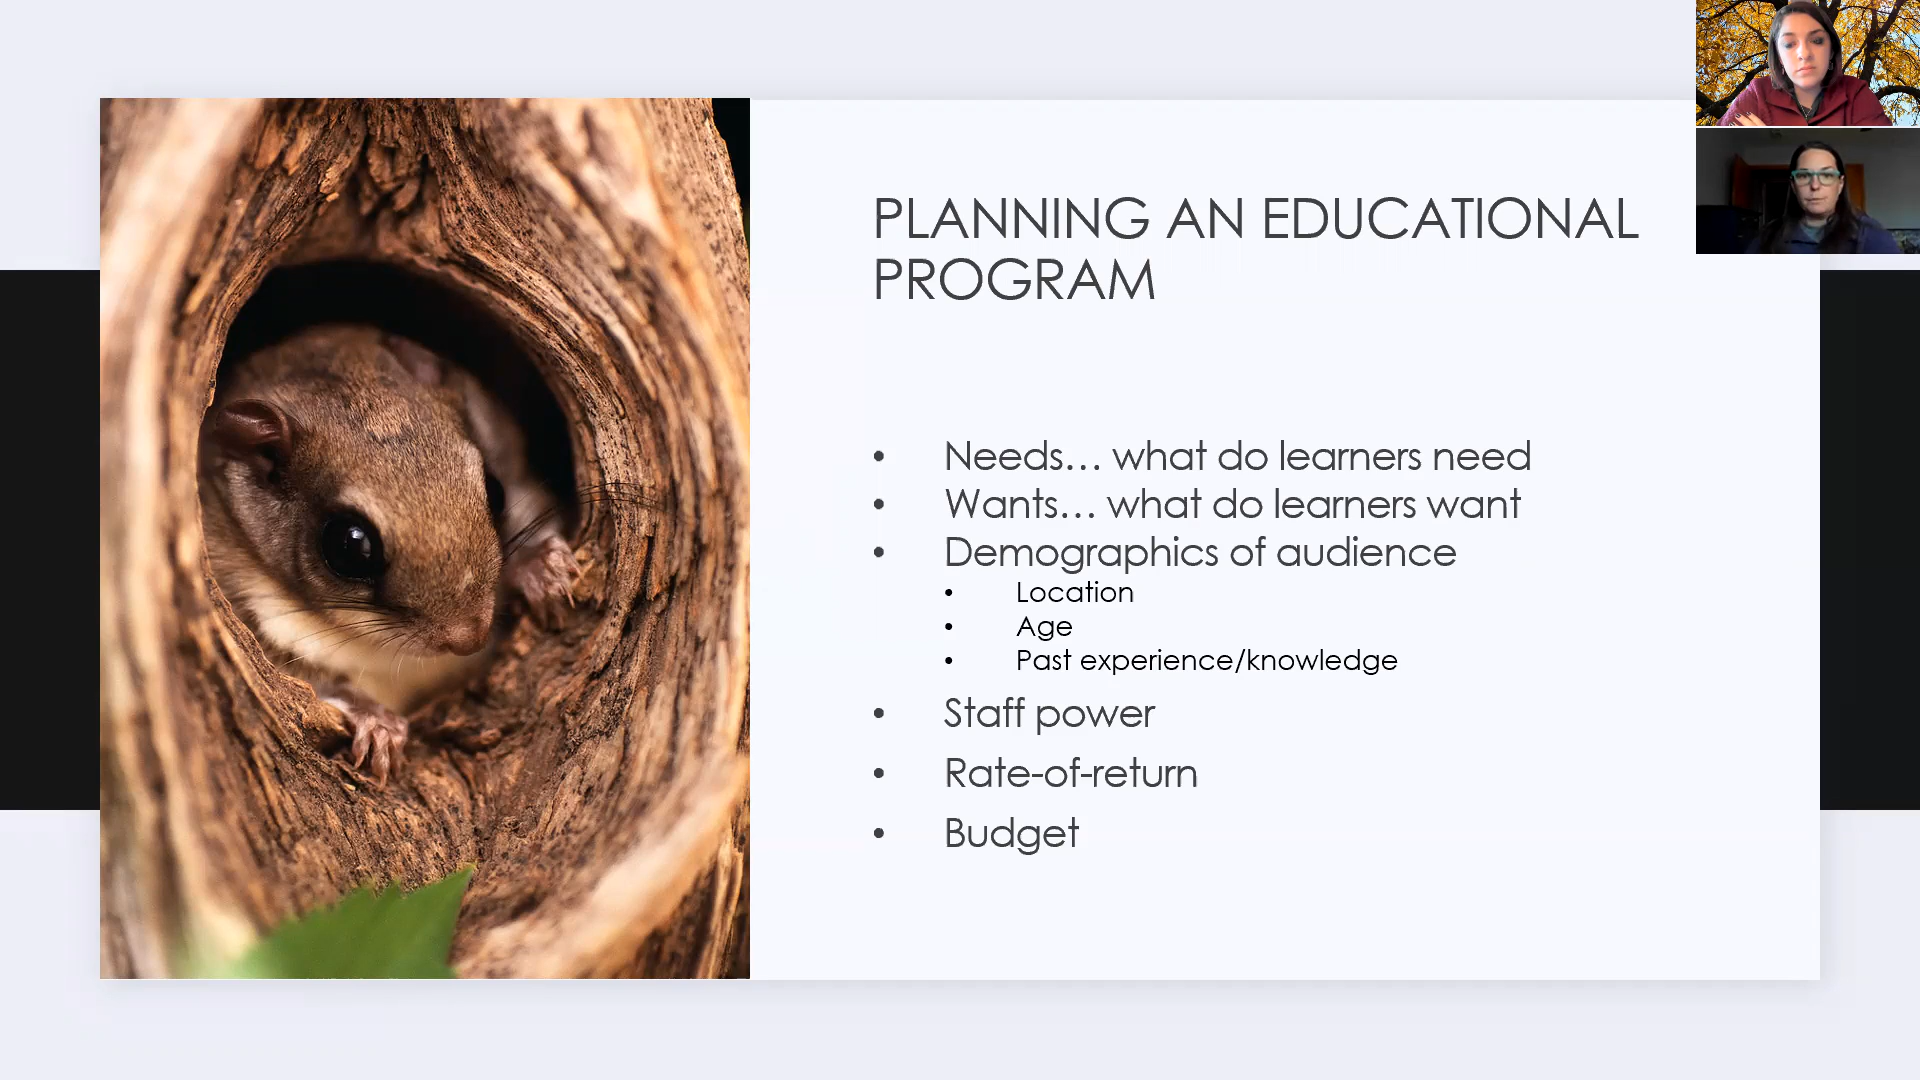 PLANNING AN EDUCATIONAL
PROGRAM
• Needs... what do learners need
• Wants... what do learners want
• Demographics of audience
• Location
• Age
• Past experience/knowledge
• Staff power
• Rate-of-return
• Budget